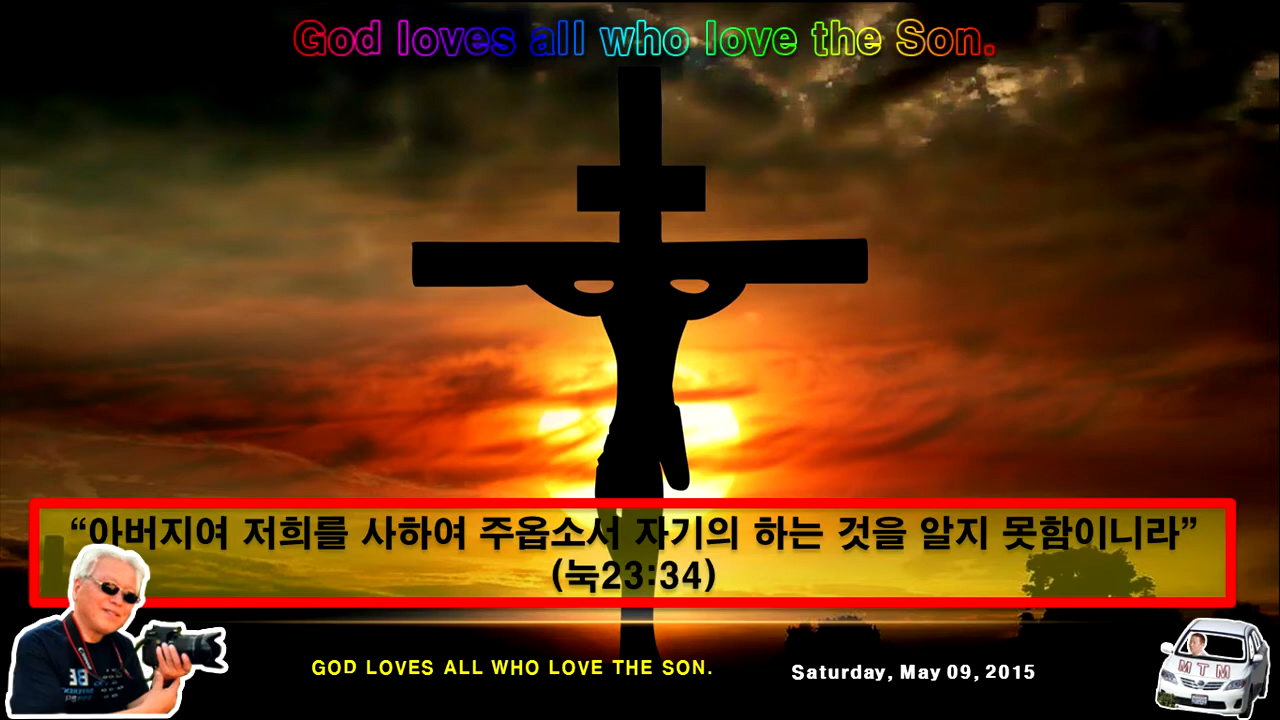 God loves all who love the Son.
“아버지여 저희를 사하여 주옵소서 자기의 하는 것을 알지 못함이니라”
(눅23:34)
GOD LOVES ALL WHO LOVE THE SON.
Saturday, May 09, 2015
MTM